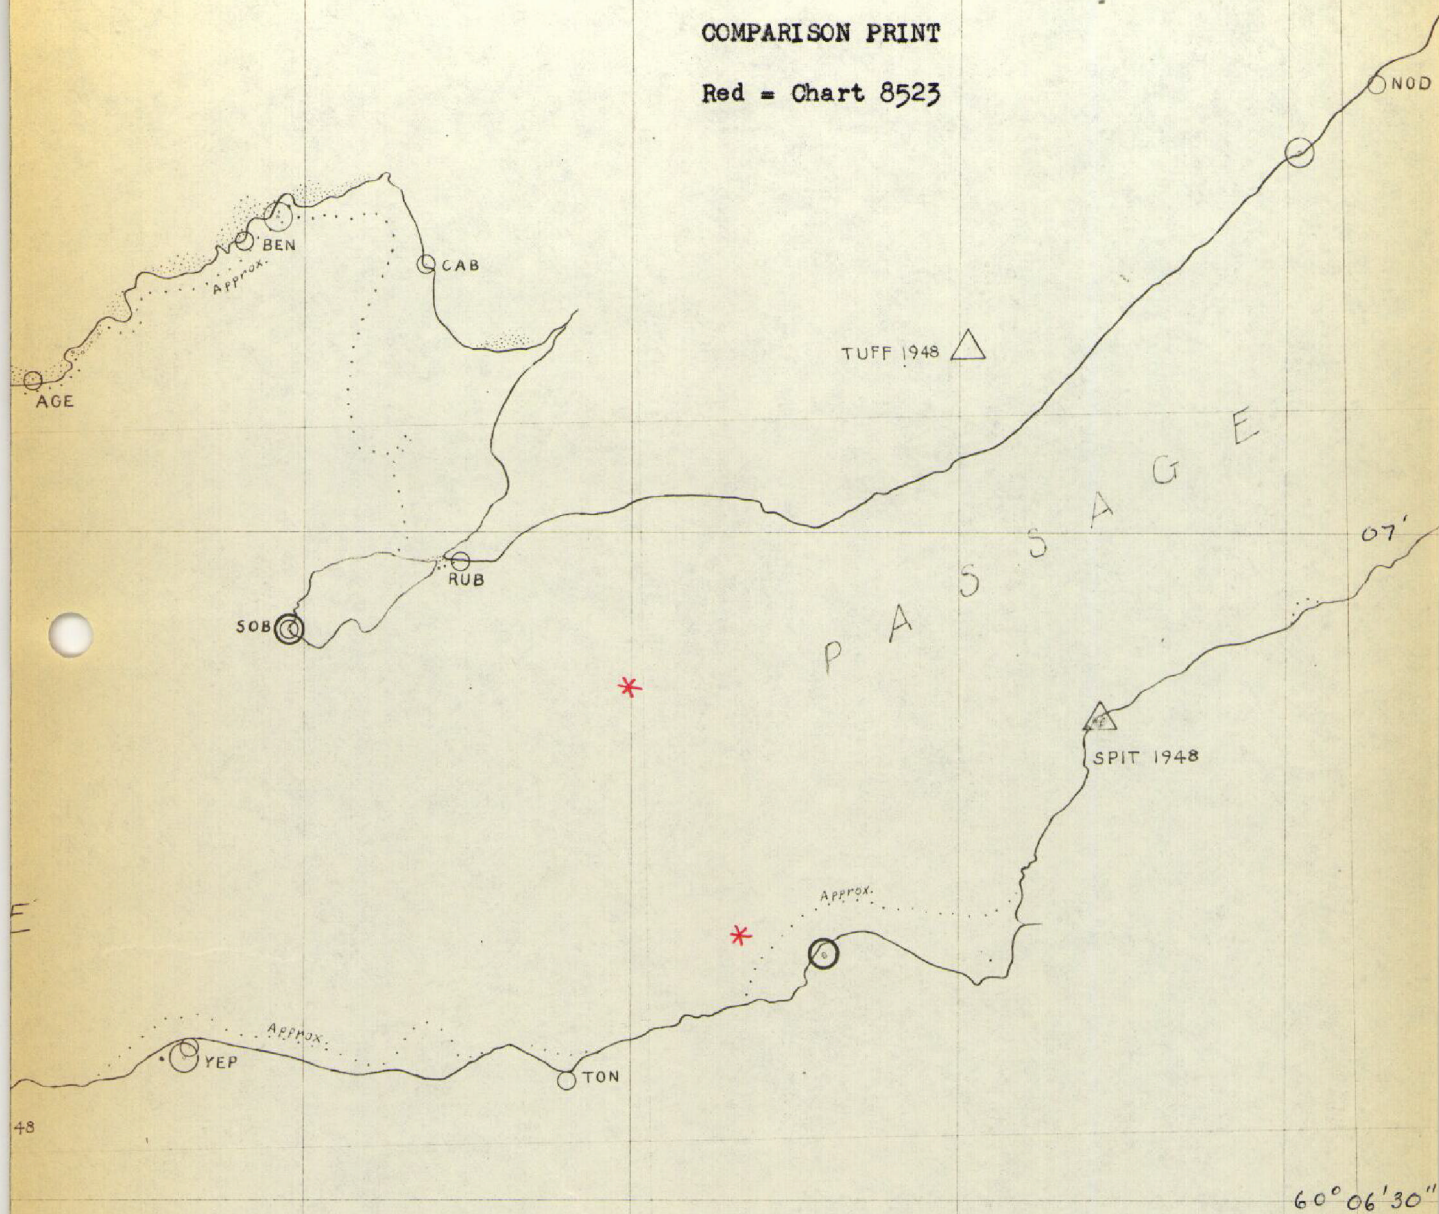 COMPARISON PRINT
Red = Chart 8523
NOD
BEN
Approx.
CAB
TUFF 1948
AGE
PASSAGE
07'
RUB
SOB
SPIT 1948
Approx.
E
Approx.
YEP
TON
48
60° 06' 30"